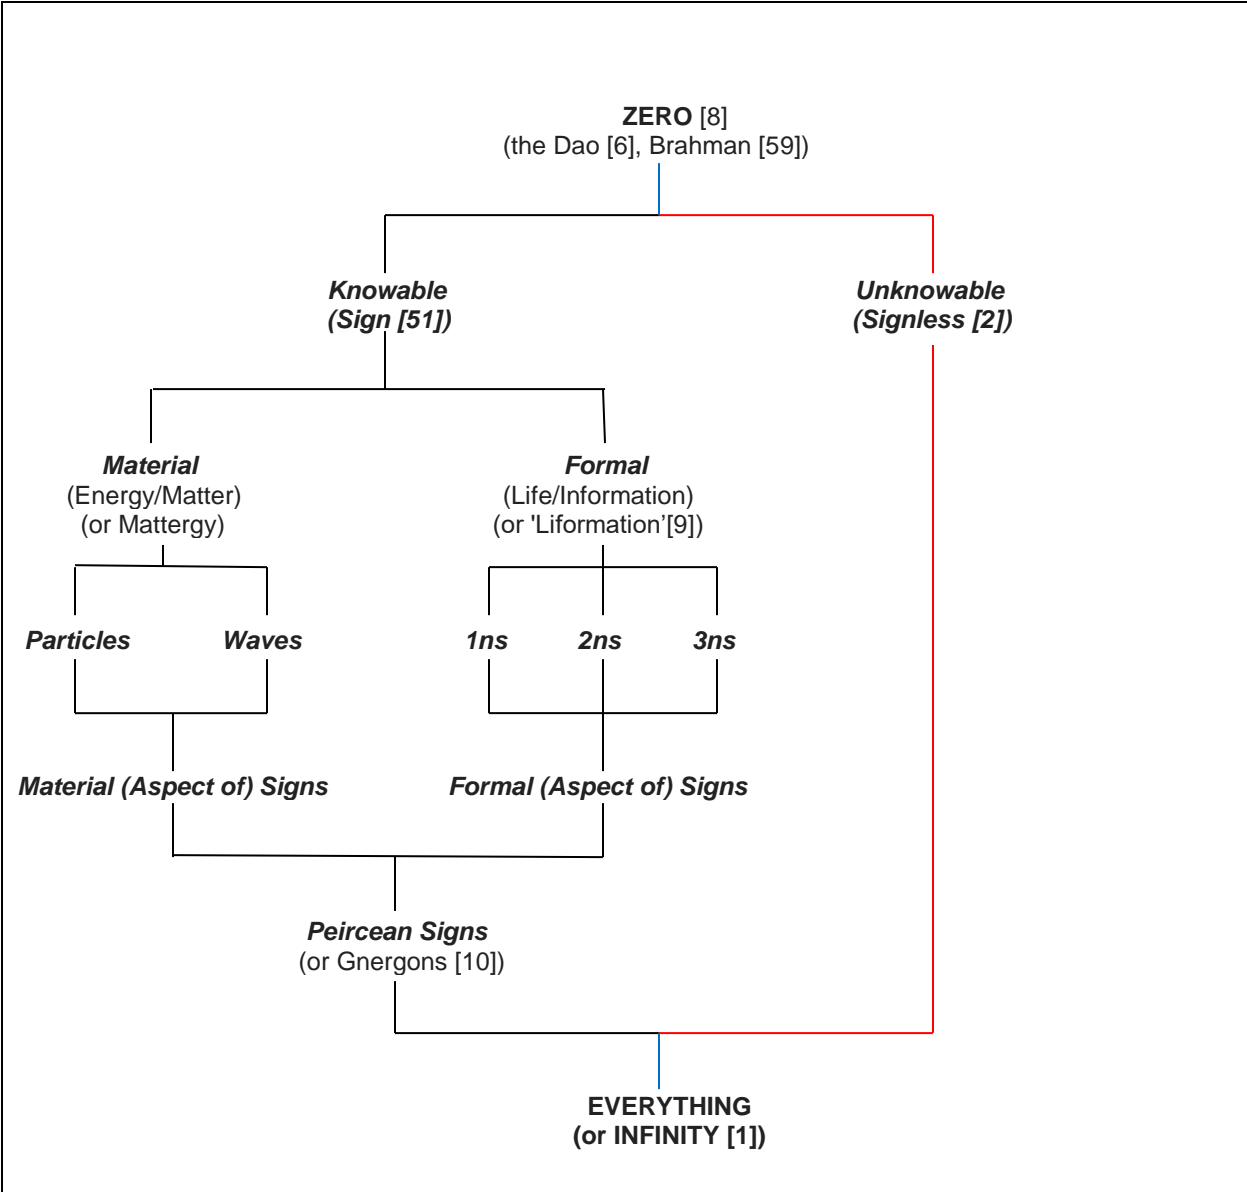 ZERO [8]
(the Dao [6], Brahman [59])
Knowable
(Sign [51])
Unknowable
(Signless [2])
Material
(Energy/Matter)
(or Mattergy)
Formal
(Life/Information)
(or 'Liformation’[9])
Particles
Waves
1ns
2ns
3ns
Material (Aspect of) Signs
Formal (Aspect of) Signs
Peircean Signs
(or Gnergons [10])
EVERYTHING
(or INFINITY [1])